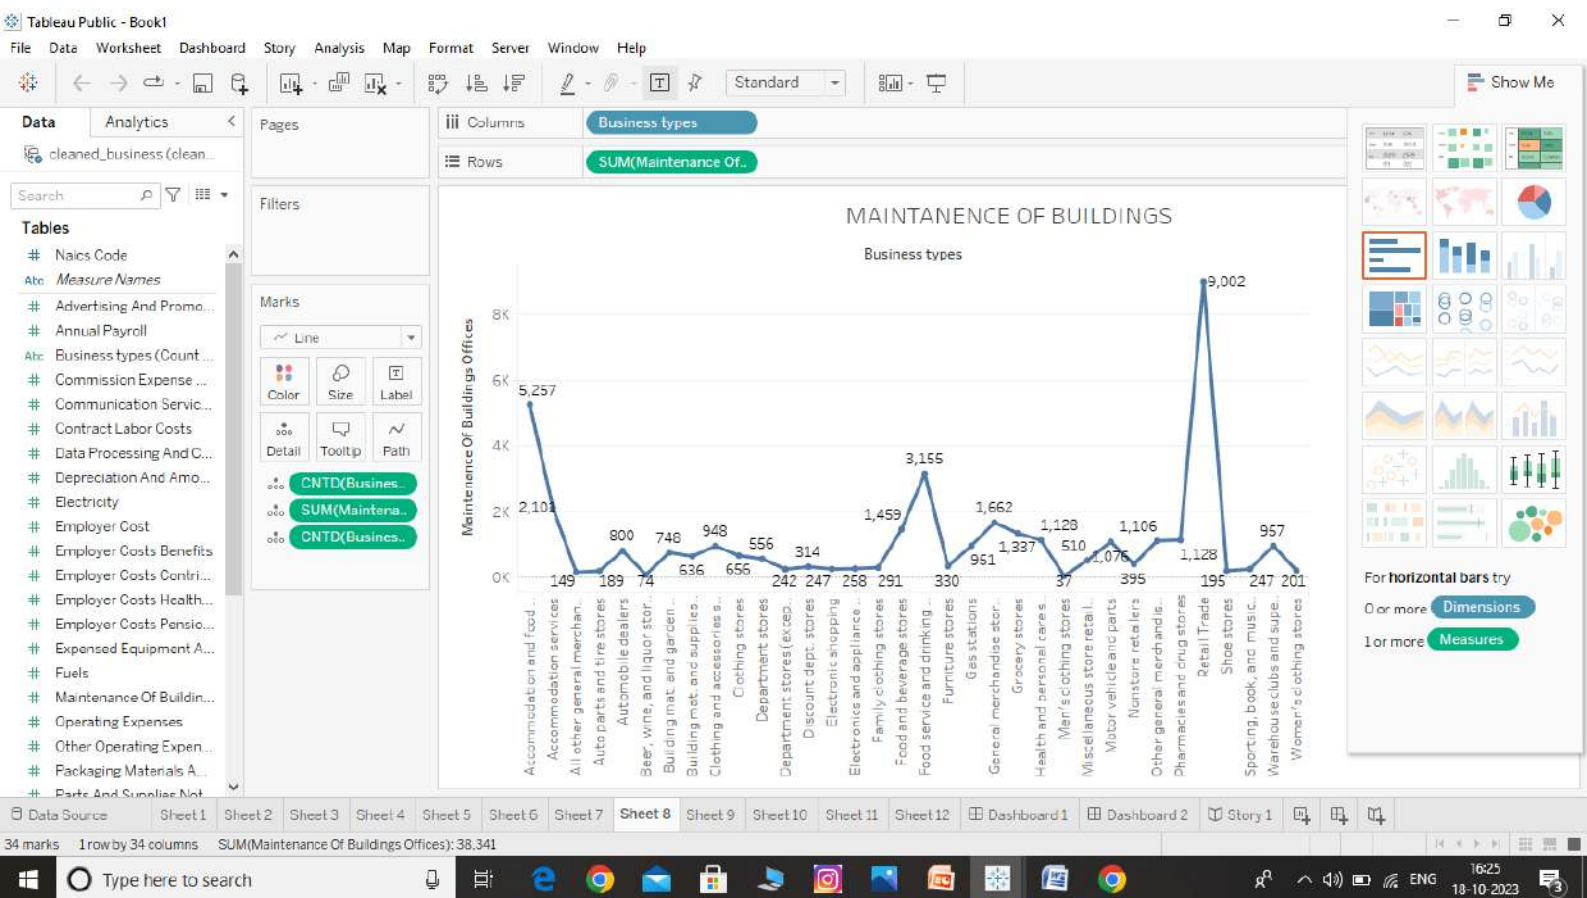 Tableau Public - Book1
File Data Worksheet Dashboard Story Analysis Map Format Server Window Help
Standard
Show Me
Data Analytics
cleaned_business (clean...
Search
Tables
Naics Code
Abc Measure Names
Advertising And Promo...
Annual Payroll
Abc Business types (Count ...
Commission Expense ...
Communication Servic...
Contract Labor Costs
Data Processing And C...
Depreciation And Amo...
Electricity
Employer Cost
Employer Costs Benefits
Employer Costs Contri...
Employer Costs Health...
Employer Costs Pensio...
Expensed Equipment A...
Fuels
Maintenance Of Buildin...
Operating Expenses
Other Operating Expen...
Packaging Materials A...
Parts And Supplies Not
Pages
Filters
Marks
Line
Color Size Label
Detail Tooltip Path
CNTD(Busines..
SUM(Maintena..
CNTD(Busines..
Columns Business types
Rows SUM(Maintenance Of..
MAINTANENCE OF BUILDINGS
Business types
Maintenance Of Buildings Offices
8K
6K
4K
2K
0K
5,257
2,101
149
189
800
74
748
636
948
656
556
242
314
247
258
291
1,459
3,155
330
951
1,662
1,337
1,128
37
510
1,076
395
1,106
1,128
9,002
195
247
957
201
Accommodation and food ..
Accommodation services
All other general merchan..
Auto parts and tire stores
Automobile dealers
Beer, wine, and liquor stor..
Building mat. and garden..
Building mat. and supplies..
Clothing and accessories s..
Clothing stores
Department stores
Department stores (excep..
Discount dept. stores
Electronic shopping
Electronics and appliance ..
Family clothing stores
Food and beverage stores
Food service and drinking ..
Furniture stores
Gas stations
General merchandise stor..
Grocery stores
Health and personal care s..
Men's clothing stores
Miscellaneous store retail..
Motor vehicle and parts
Nonstore retailers
Other general merchandis..
Pharmacies and drug stores
Retail Trade
Shoe stores
Sporting, book, and music..
Warehouse clubs and supe..
Women's clothing stores
For horizontal bars try
0 or more Dimensions
1 or more Measures
Data Source Sheet 1 Sheet 2 Sheet 3 Sheet 4 Sheet 5 Sheet 6 Sheet 7 Sheet 8 Sheet 9 Sheet 10 Sheet 11 Sheet 12 Dashboard 1 Dashboard 2 Story 1
34 marks 1 row by 34 columns SUM(Maintenance Of Buildings Offices): 38,341
Type here to search
ENG
16:25
18-10-2023
3